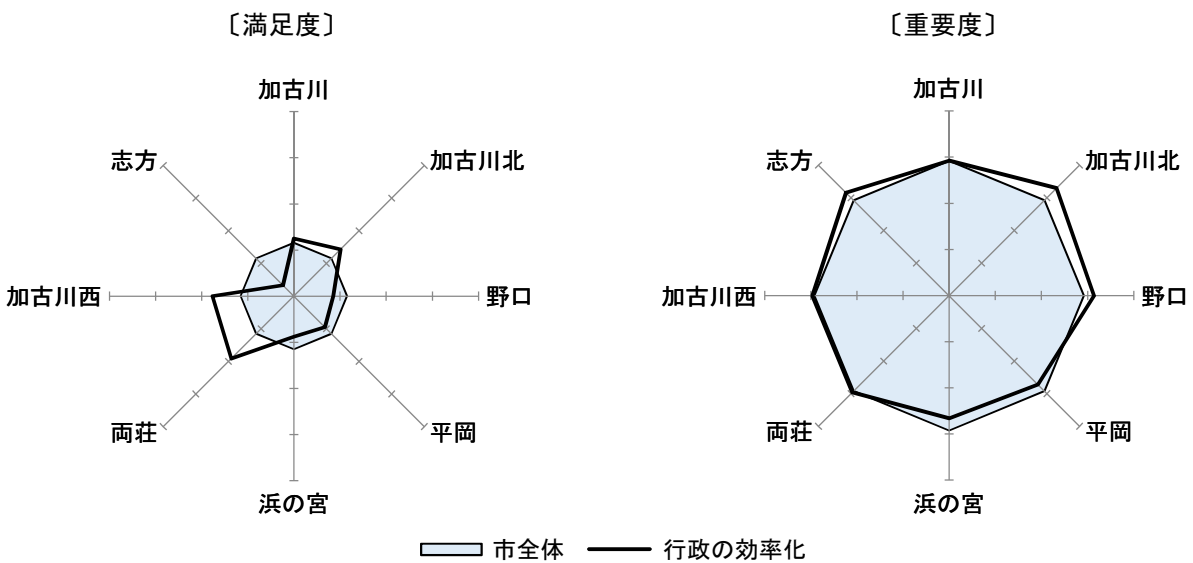 〔満足度〕
加古川
加古川北
野口
平岡
浜の宮
両荘
加古川西
志方
〔重要度〕
加古川
加古川北
野口
平岡
浜の宮
両荘
加古川西
志方
市全体
行政の効率化